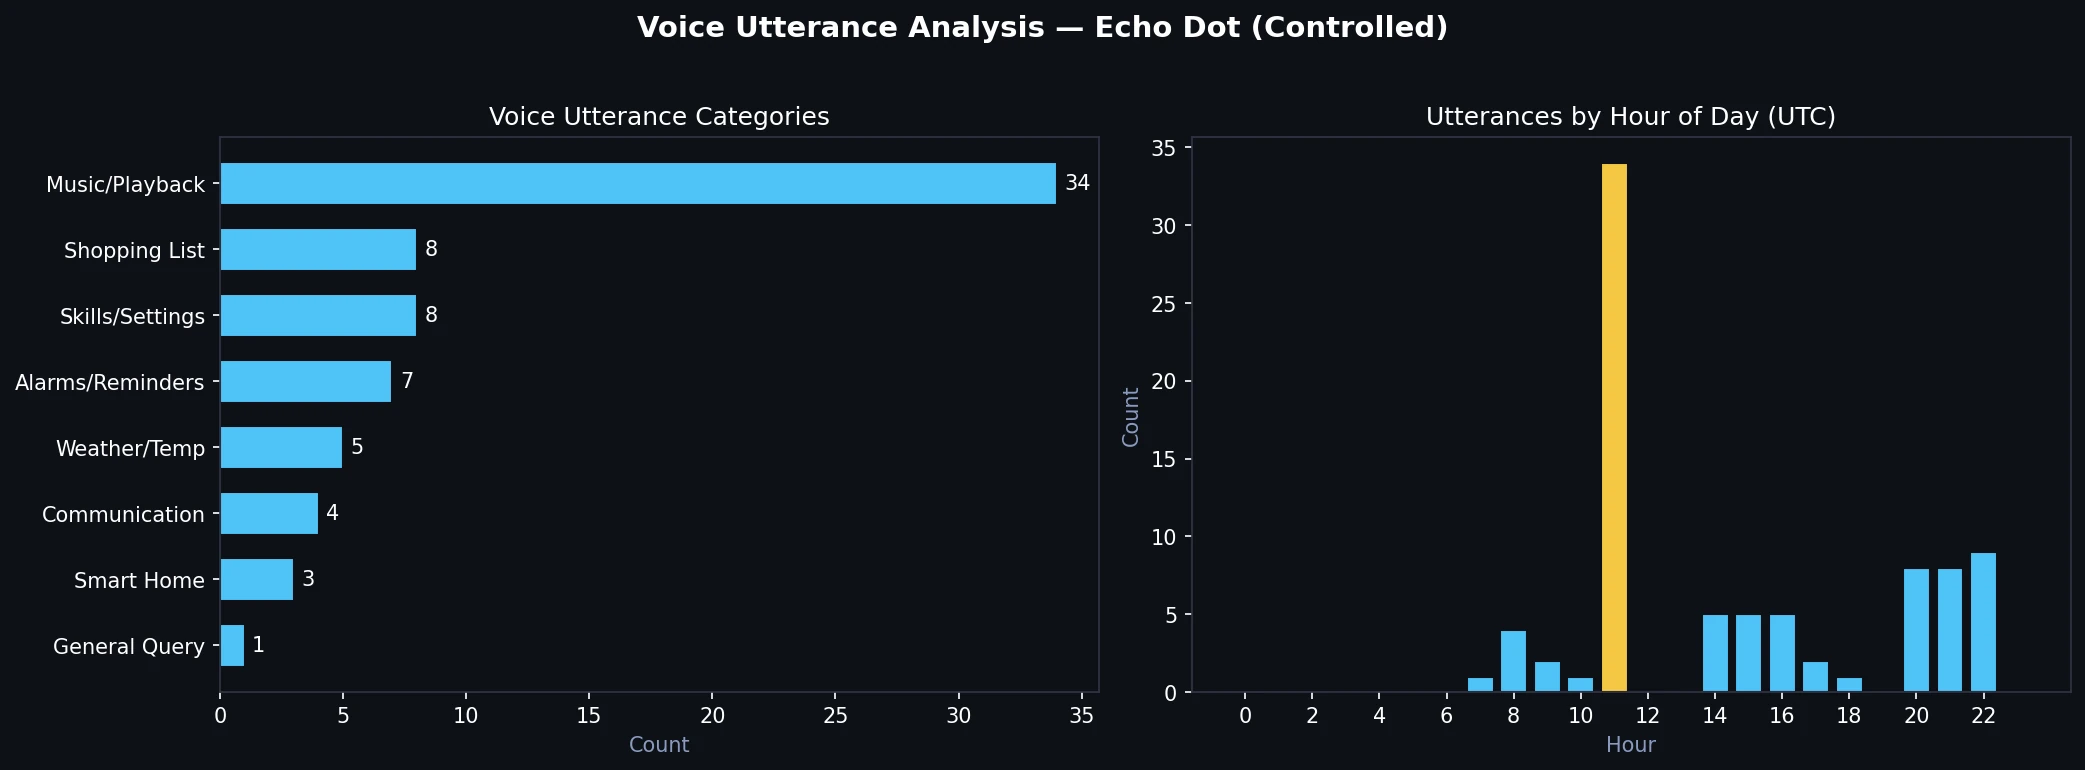 Voice Utterance Analysis — Echo Dot (Controlled)
Voice Utterance Categories
Music/Playback
34
Shopping List
8
Skills/Settings
8
Alarms/Reminders
7
Weather/Temp
5
Communication
4
Smart Home
3
General Query
1
0 5 10 15 20 25 30 35
Count
Utterances by Hour of Day (UTC)
35
30
25
20
15
10
5
0
Count
0 2 4 6 8 10 12 14 16 18 20 22
Hour